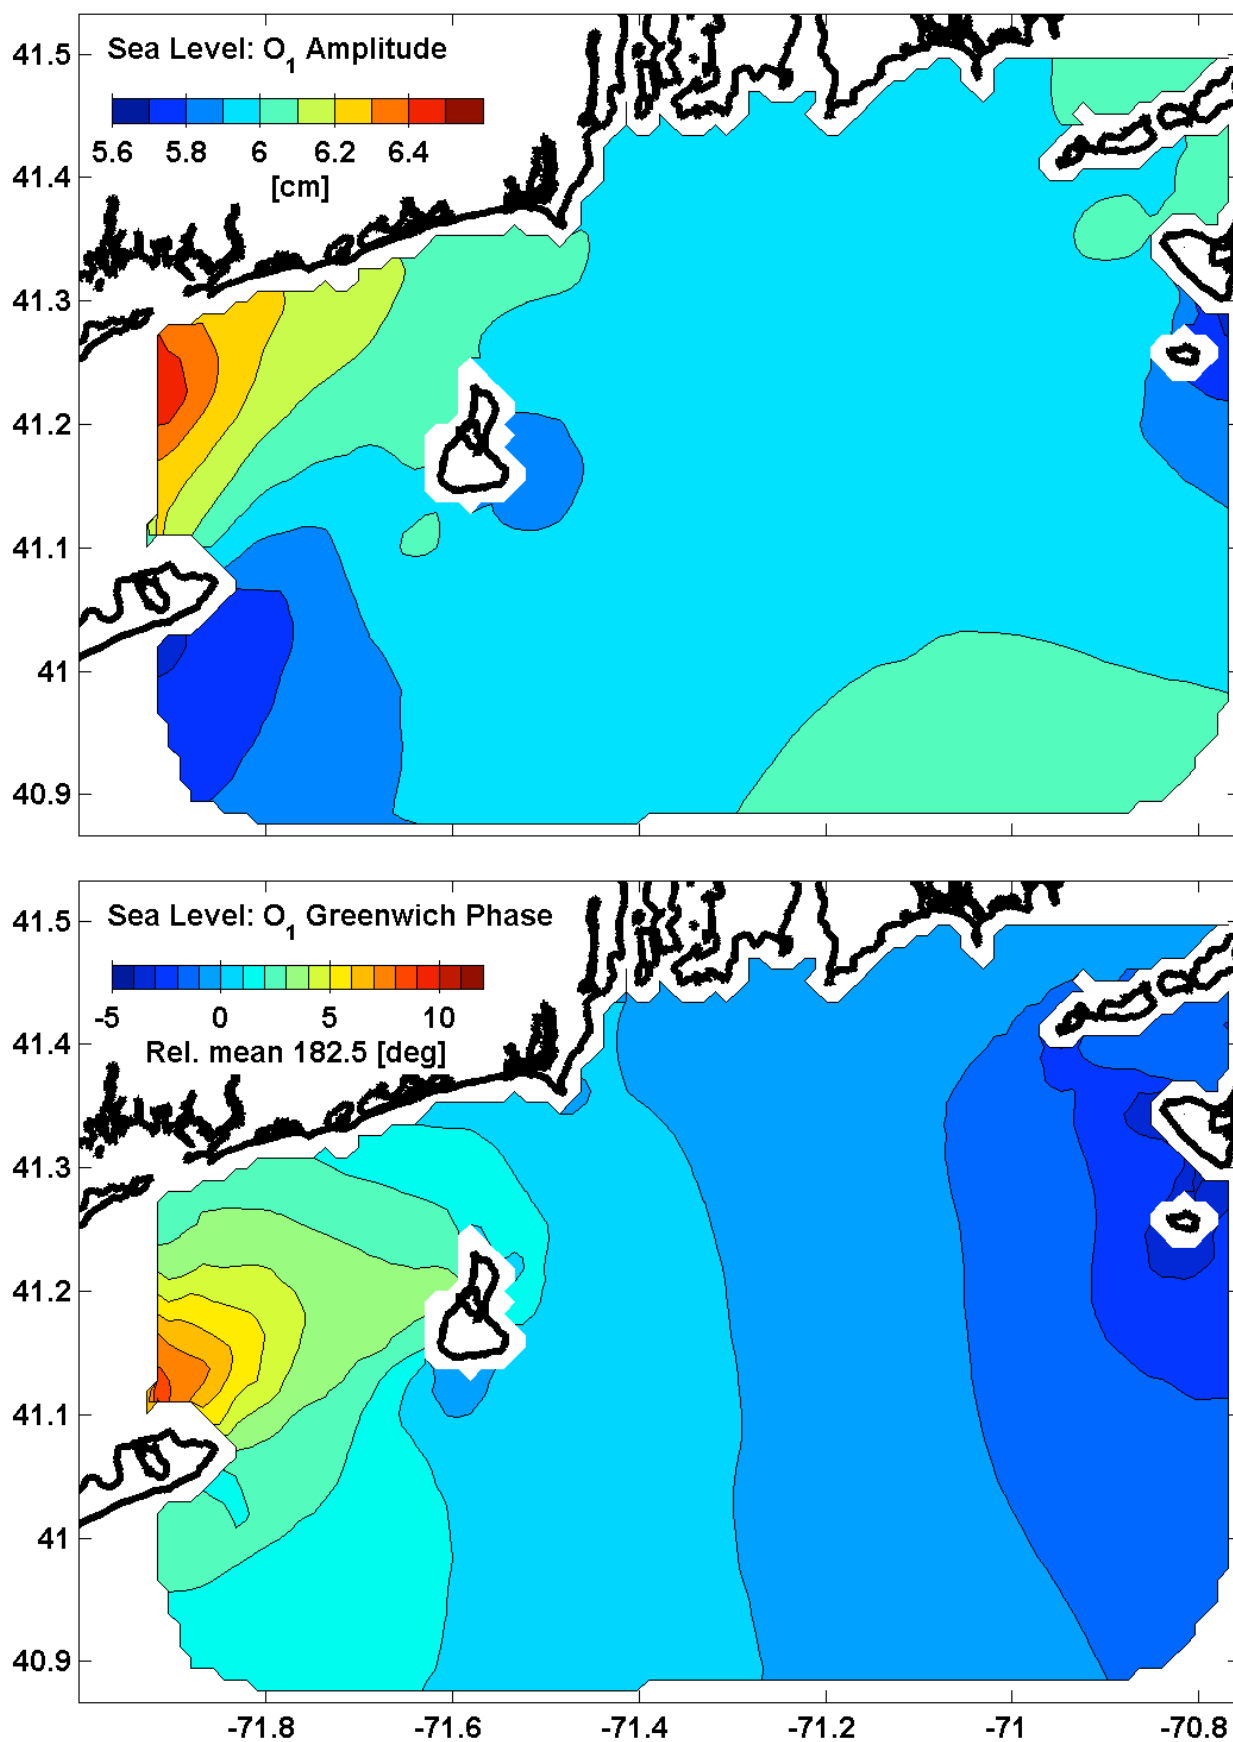 Sea Level: O₁ Amplitude
5.6 5.8 6 6.2 6.4
[cm]
41.5
41.4
41.3
41.2
41.1
41
40.9
Sea Level: O₁ Greenwich Phase
-5 0 5 10
Rel. mean 182.5 [deg]
41.5
41.4
41.3
41.2
41.1
41
40.9
-71.8 -71.6 -71.4 -71.2 -71 -70.8